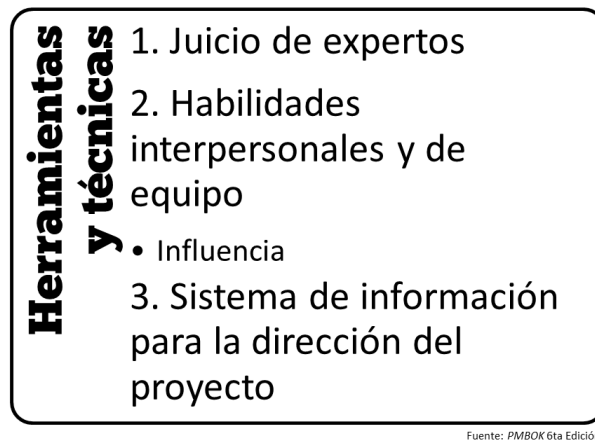 Herramientas
y técnicas
1. Juicio de expertos
2. Habilidades
interpersonales y de
equipo
• Influencia
3. Sistema de información
para la dirección del
proyecto
Fuente: PMBOK 6ta Edició